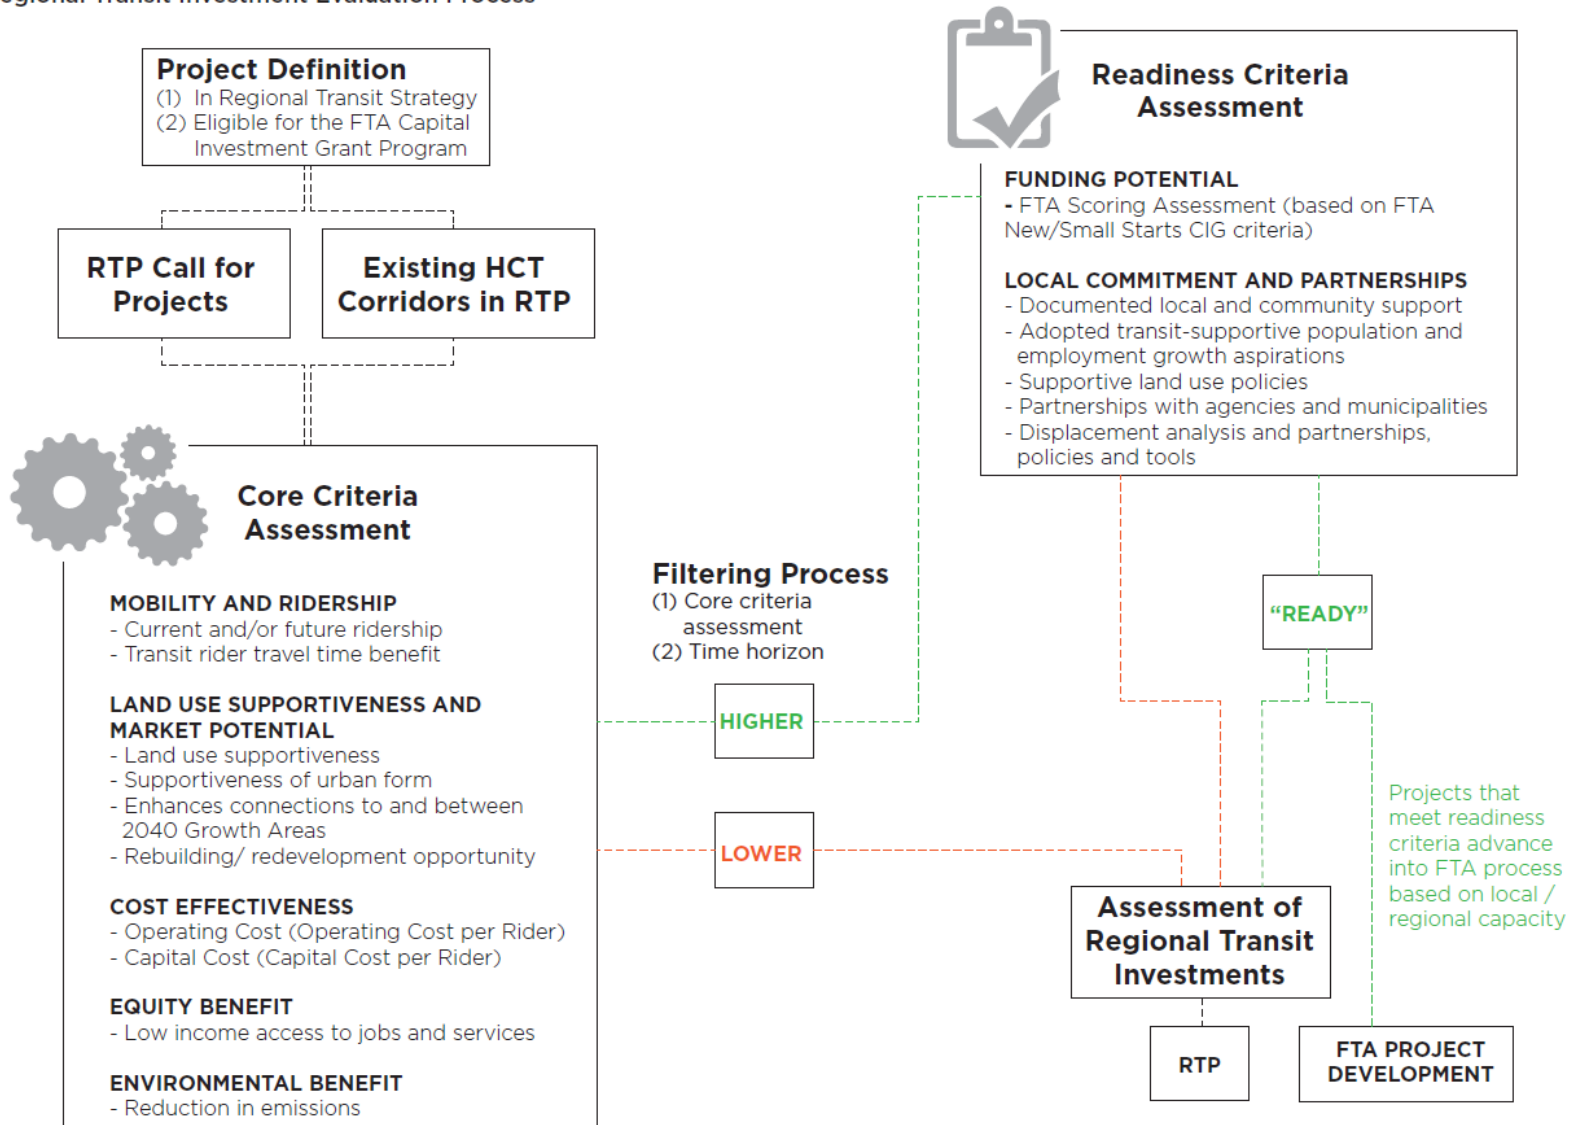 Regional Transit Investment Evaluation Process
Project Definition
(1) In Regional Transit Strategy
(2) Eligible for the FTA Capital
Investment Grant Program
RTP Call for
Projects
Existing HCT
Corridors in RTP
Core Criteria
Assessment
MOBILITY AND RIDERSHIP
- Current and/or future ridership
- Transit rider travel time benefit
LAND USE SUPPORTIVENESS AND
MARKET POTENTIAL
- Land use supportiveness
- Supportiveness of urban form
- Enhances connections to and between
2040 Growth Areas
- Rebuilding/ redevelopment opportunity
COST EFFECTIVENESS
- Operating Cost (Operating Cost per Rider)
- Capital Cost (Capital Cost per Rider)
EQUITY BENEFIT
- Low income access to jobs and services
ENVIRONMENTAL BENEFIT
- Reduction in emissions
Filtering Process
(1) Core criteria
assessment
(2) Time horizon
HIGHER
LOWER
Readiness Criteria
Assessment
FUNDING POTENTIAL
- FTA Scoring Assessment (based on FTA
New/Small Starts CIG criteria)
LOCAL COMMITMENT AND PARTNERSHIPS
- Documented local and community support
- Adopted transit-supportive population and
employment growth aspirations
- Supportive land use policies
- Partnerships with agencies and municipalities
- Displacement analysis and partnerships,
policies and tools
“READY”
Projects that
meet readiness
criteria advance
into FTA process
based on local /
regional capacity
Assessment of
Regional Transit
Investments
RTP
FTA PROJECT
DEVELOPMENT